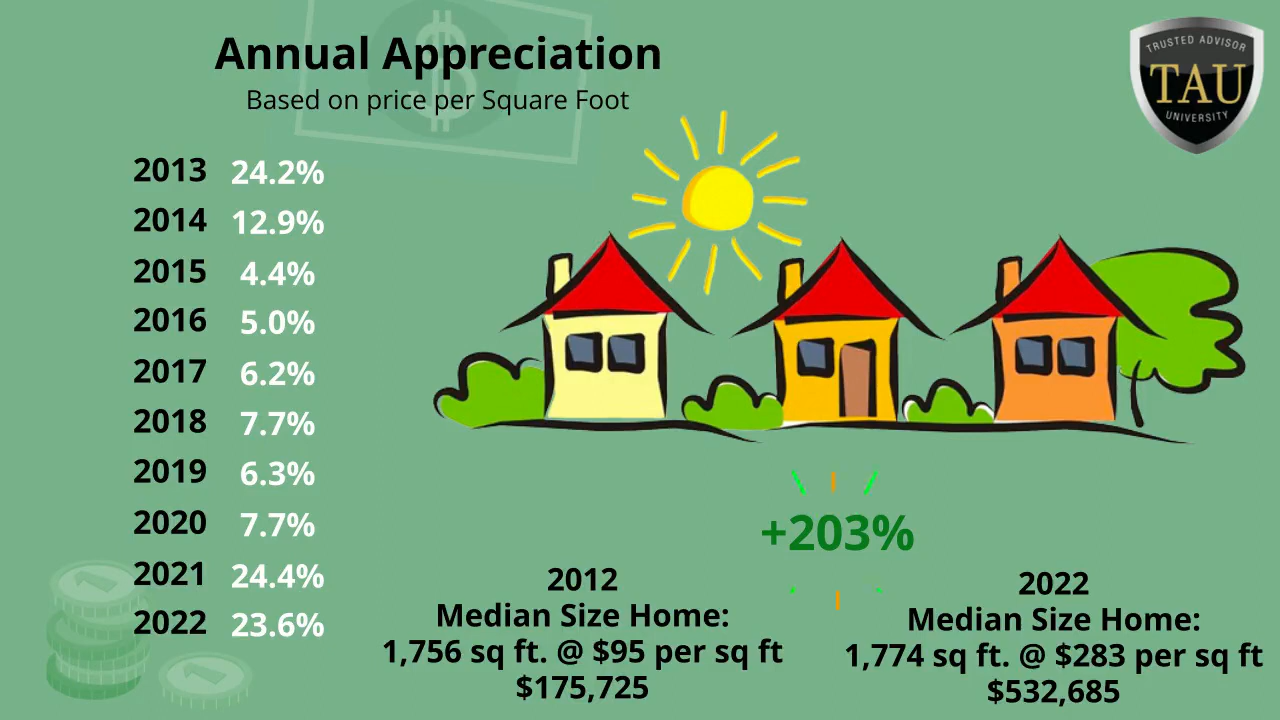 Annual Appreciation
Based on price per Square Foot
TRUSTED ADVISOR
TAU
UNIVERSITY
2013 24.2%
2014 12.9%
2015 4.4%
2016 5.0%
2017 6.2%
2018 7.7%
2019 6.3%
2020 7.7%
2021 24.4%
2022 23.6%
+203%
2012
Median Size Home:
1,756 sq ft. @ $95 per sq ft
$175,725
2022
Median Size Home:
1,774 sq ft. @ $283 per sq ft
$532,685